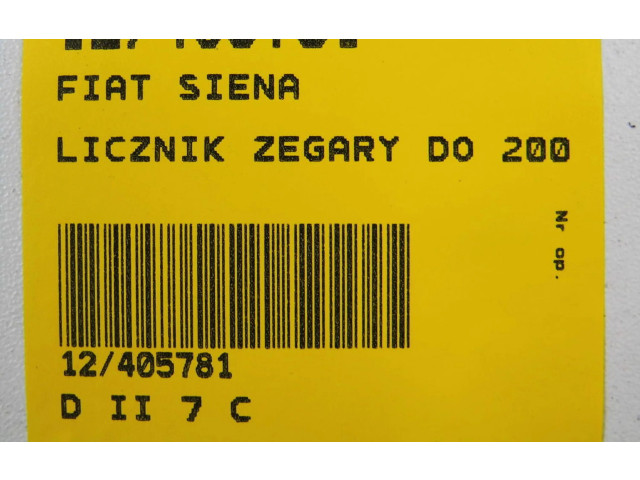 FIAT SIENA
LICZNIK ZEGARY DO 200
Nr op.
12/405781
D II 7 C